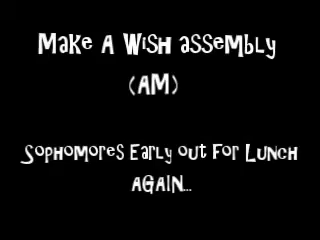 Make A Wish assembly
(AM)
Sophomores Early out For Lunch
AGAIN...